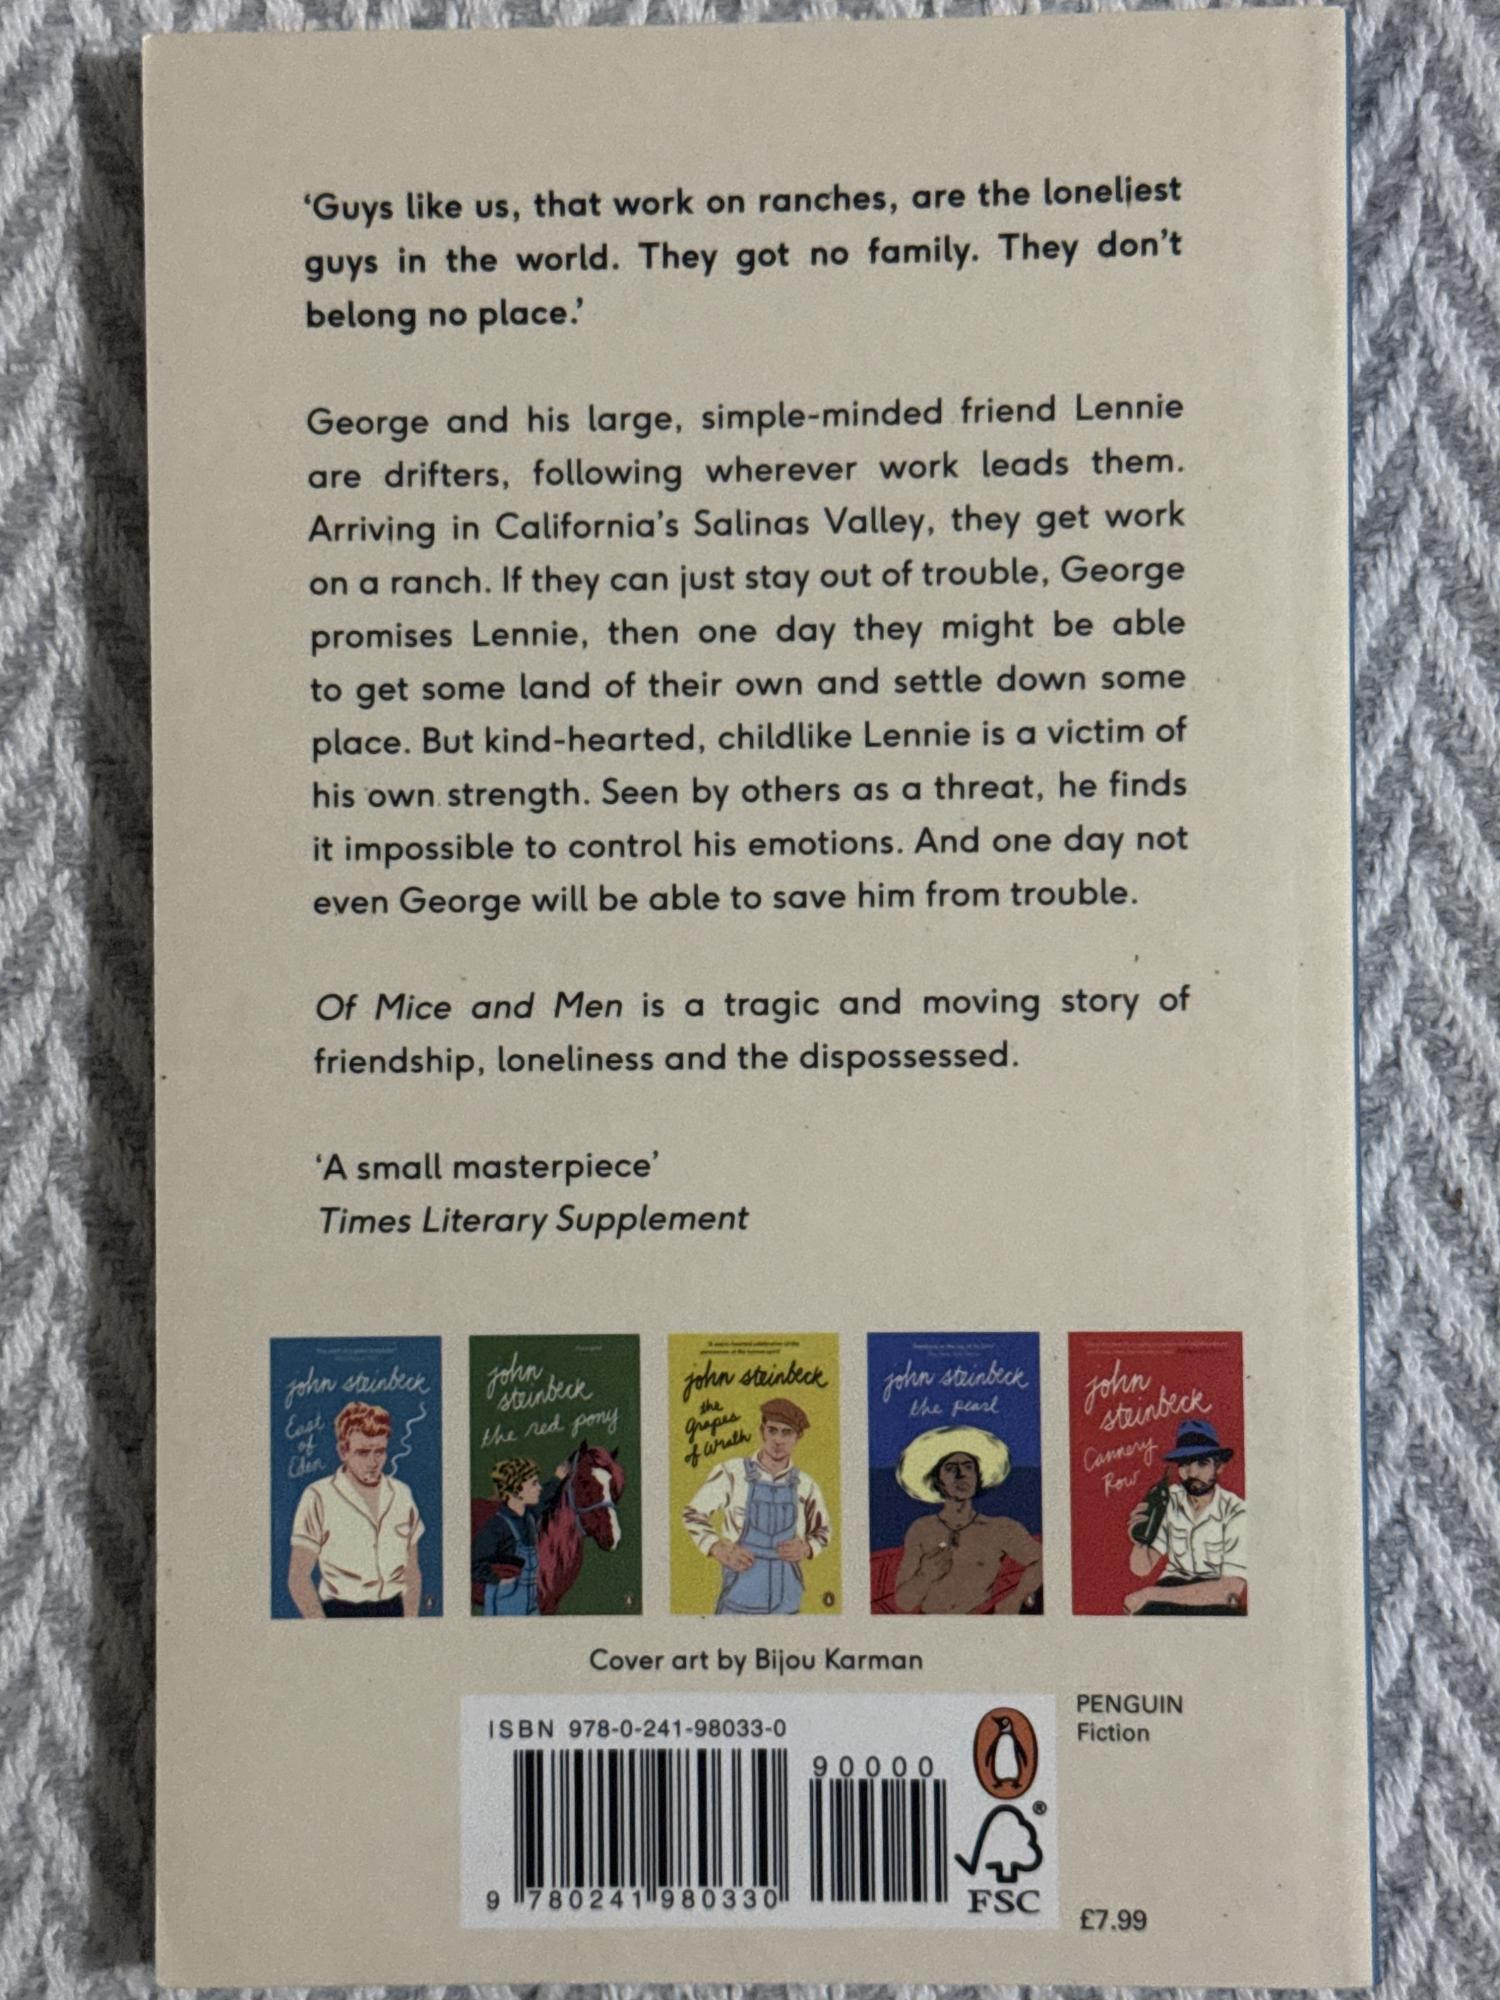 ‘Guys like us, that work on ranches, are the loneliest
guys in the world. They got no family. They don’t
belong no place.’
George and his large, simple-minded friend Lennie
are drifters, following wherever work leads them.
Arriving in California’s Salinas Valley, they get work
on a ranch. If they can just stay out of trouble, George
promises Lennie, then one day they might be able
to get some land of their own and settle down some
place. But kind-hearted, childlike Lennie is a victim of
his own strength. Seen by others as a threat, he finds
it impossible to control his emotions. And one day not
even George will be able to save him from trouble.
Of Mice and Men is a tragic and moving story of
friendship, loneliness and the dispossessed.
‘A small masterpiece’
Times Literary Supplement
john steinbeck
East
of
Eden
john
steinbeck
the red pony
john steinbeck
the
Grapes
of Wrath
john steinbeck
the pearl
john
steinbeck
Cannery
Row
Cover art by Bijou Karman
ISBN 978-0-241-98033-0
90000
9 780241 980330
®
FSC
PENGUIN
Fiction
£7.99